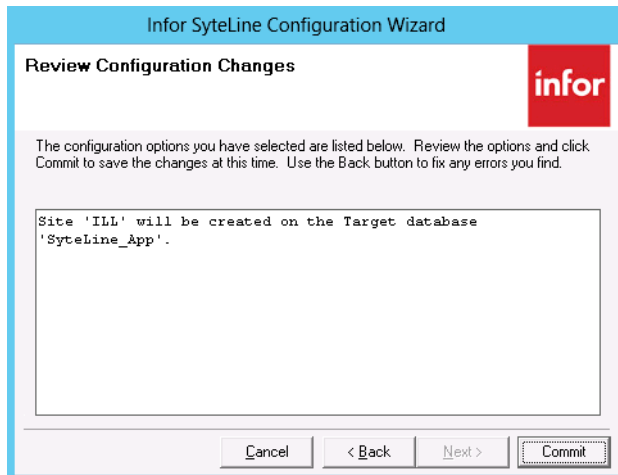 Infor SyteLine Configuration Wizard
Review Configuration Changes
infor
The configuration options you have selected are listed below. Review the options and click
Commit to save the changes at this time. Use the Back button to fix any errors you find.
Site 'ILL' will be created on the Target database
'SyteLine_App'.
Cancel
< Back
Next >
Commit